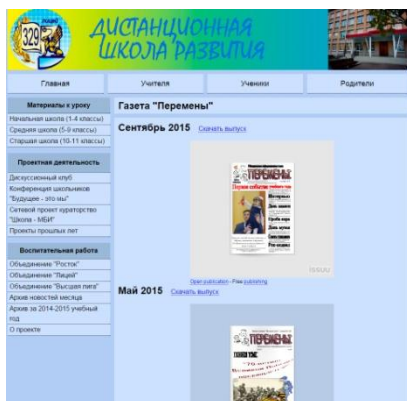 329
ДИСТАНЦИОННАЯ
ШКОЛА РАЗВИТИЯ
Главная
Учителя
Ученики
Родители
Материалы к уроку
Начальная школа (1-4 классы)
Средняя школа (5-9 классы)
Старшая школа (10-11 классы)
Проектная деятельность
Дискуссионный клуб
Конференция школьников
"Будущее - это мы"
Сетевой проект кураторство
"Школа - МБИ"
Проекты прошлых лет
Воспитательная работа
Объединение "Росток"
Объединение "Лицей"
Объединение "Высшая лига"
Архив новостей месяца
Архив за 2014-2015 учебный
год
О проекте
Газета "Перемены"
Сентябрь 2015 Скачать выпуск
ПЕРЕМЕНЫ
issuu
Open publication - Free publishing
Май 2015 Скачать выпуск
ПЕРЕМЕНЫ